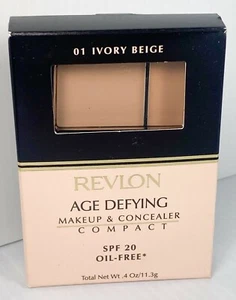 01 IVORY BEIGE
REVLON
AGE DEFYING
MAKEUP & CONCEALER
COMPACT
SPF 20
OIL-FREE*
Total Net Wt .4 Oz/11.3g